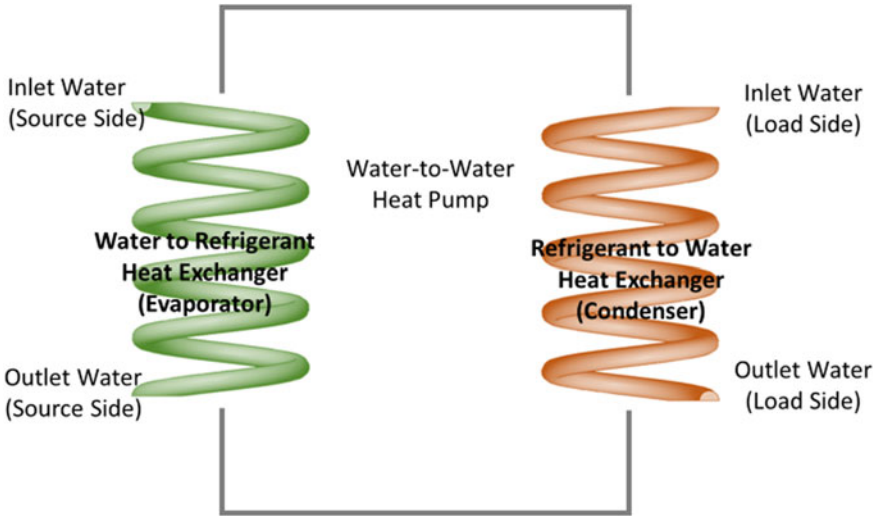 Inlet Water
(Source Side)
Inlet Water
(Load Side)
Water-to-Water
Heat Pump
Water to Refrigerant
Heat Exchanger
(Evaporator)
Refrigerant to Water
Heat Exchanger
(Condenser)
Outlet Water
(Source Side)
Outlet Water
(Load Side)